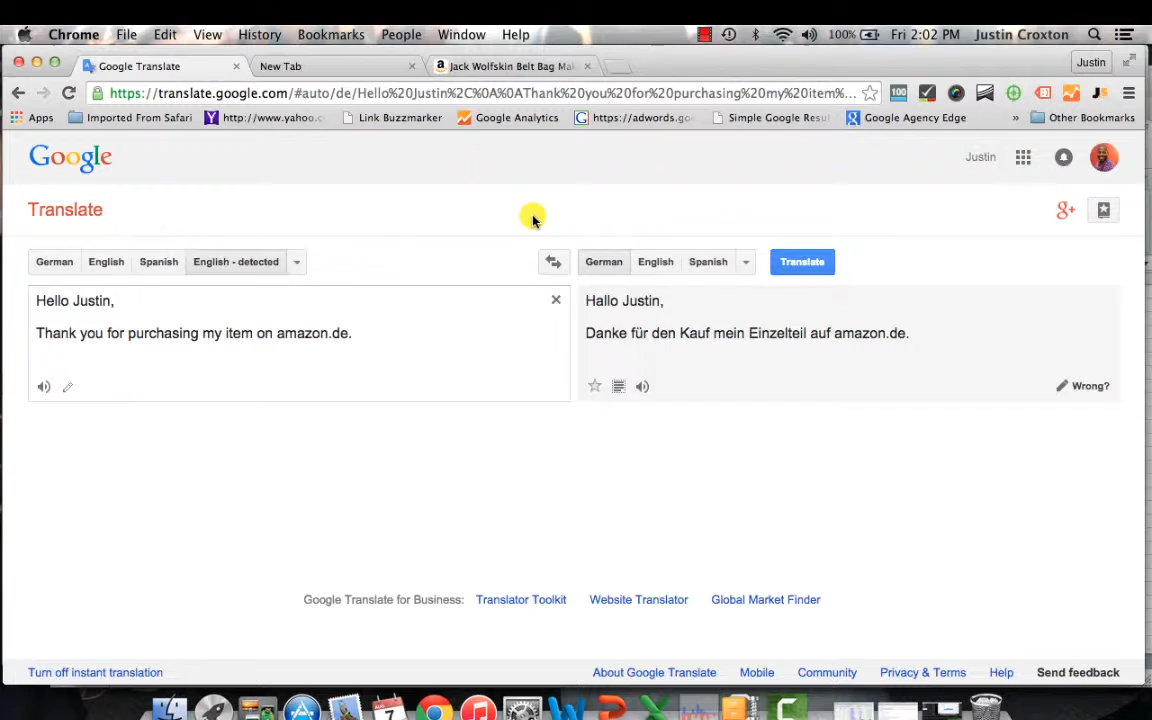 Chrome File Edit View History Bookmarks People Window Help 100% Fri 2:02 PM Justin Croxton
Google Translate New Tab Jack Wolfskin Belt Bag Ma Justin
https://translate.google.com/#auto/de/Hello%20Justin%2C%0A%0AThank%20you%20for%20purchasing%20my%20item%... 100 JS
Apps Imported From Safari http://www.yahoo.c Link Buzzmarker Google Analytics https://adwords.go Simple Google Resul Google Agency Edge » Other Bookmarks
Google Justin
Translate g+
German English Spanish English - detected German English Spanish Translate
Hello Justin, Hallo Justin,
Thank you for purchasing my item on amazon.de. Danke für den Kauf mein Einzelteil auf amazon.de.
Wrong?
Google Translate for Business: Translator Toolkit Website Translator Global Market Finder
Turn off instant translation About Google Translate Mobile Community Privacy & Terms Help Send feedback
7